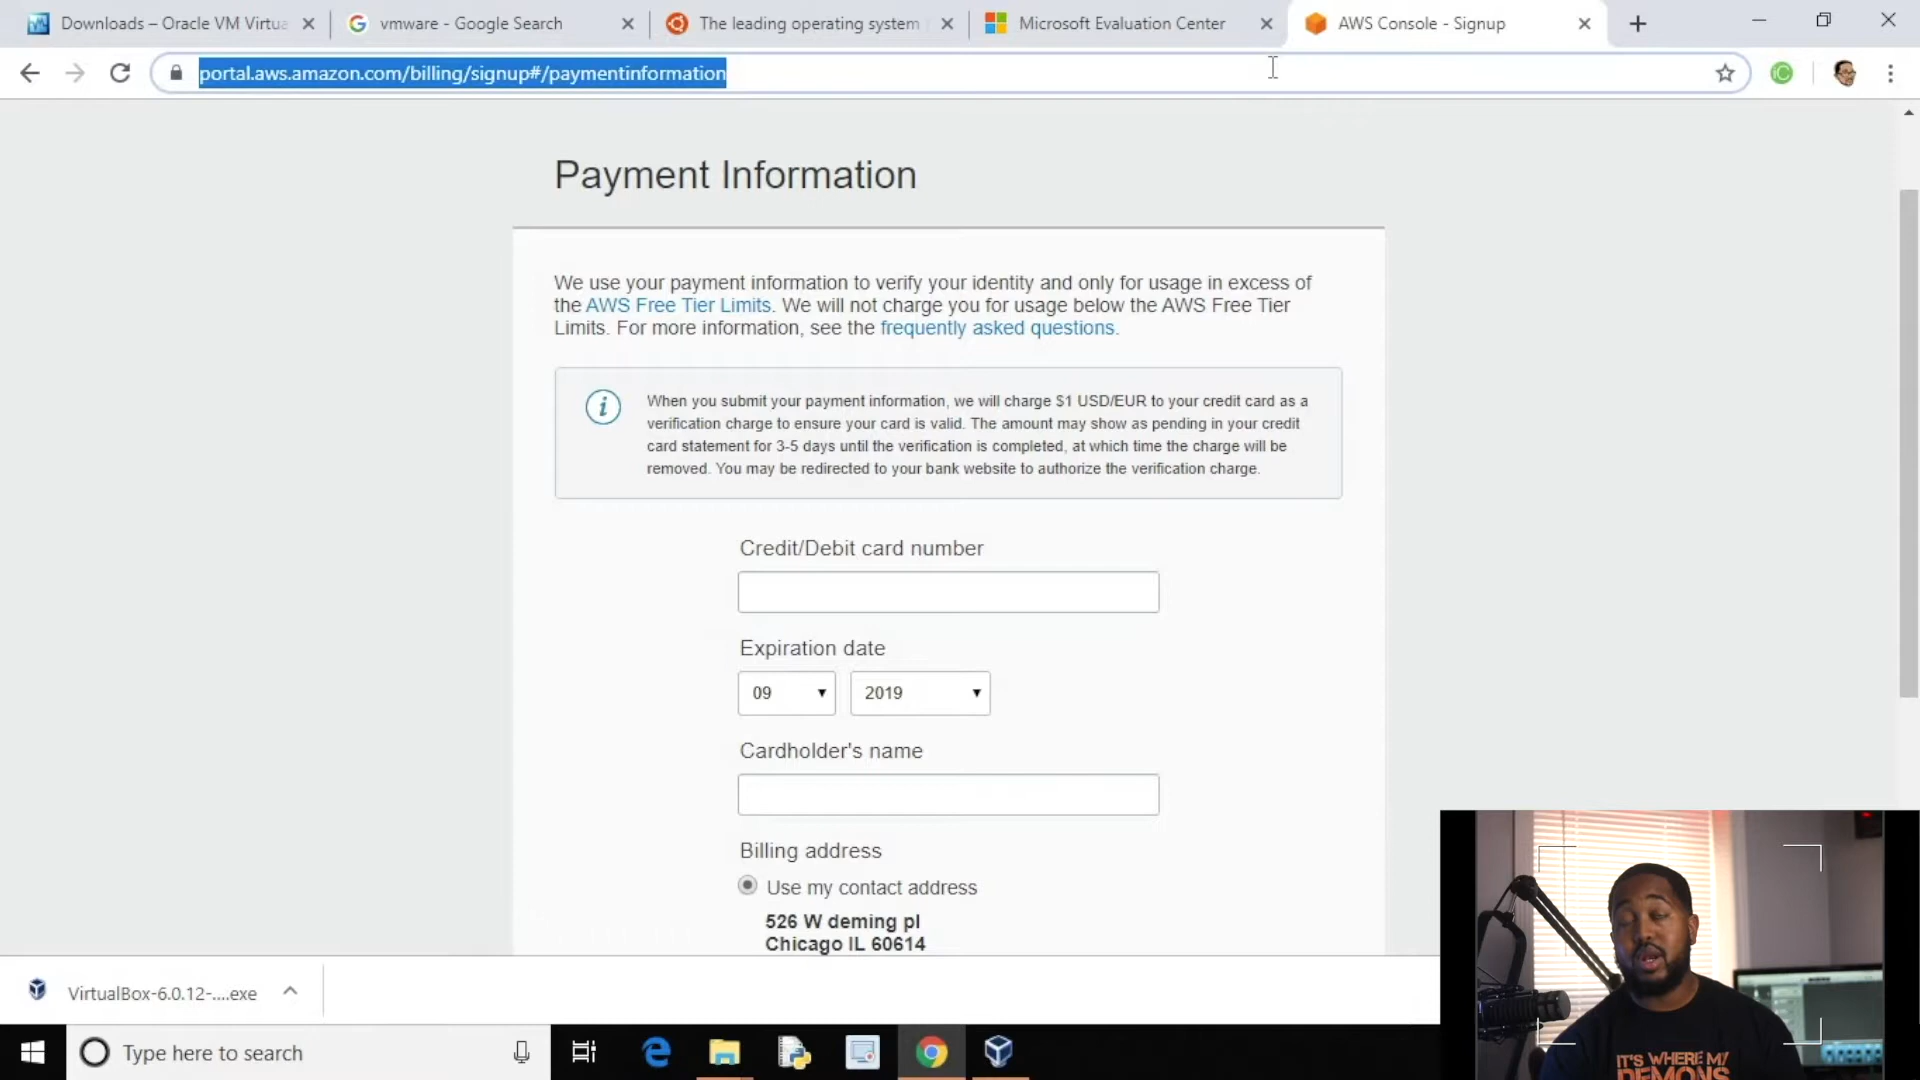 Downloads – Oracle VM Virtua
vmware - Google Search
The leading operating system
Microsoft Evaluation Center
AWS Console - Signup
portal.aws.amazon.com/billing/signup#/paymentinformation
Payment Information
We use your payment information to verify your identity and only for usage in excess of
the AWS Free Tier Limits. We will not charge you for usage below the AWS Free Tier
Limits. For more information, see the frequently asked questions.
When you submit your payment information, we will charge $1 USD/EUR to your credit card as a
verification charge to ensure your card is valid. The amount may show as pending in your credit
card statement for 3-5 days until the verification is completed, at which time the charge will be
removed. You may be redirected to your bank website to authorize the verification charge.
Credit/Debit card number
Expiration date
09
2019
Cardholder's name
Billing address
Use my contact address
526 W deming pl
Chicago IL 60614
VirtualBox-6.0.12-....exe
Type here to search
IT'S WHERE MY
DEMONS